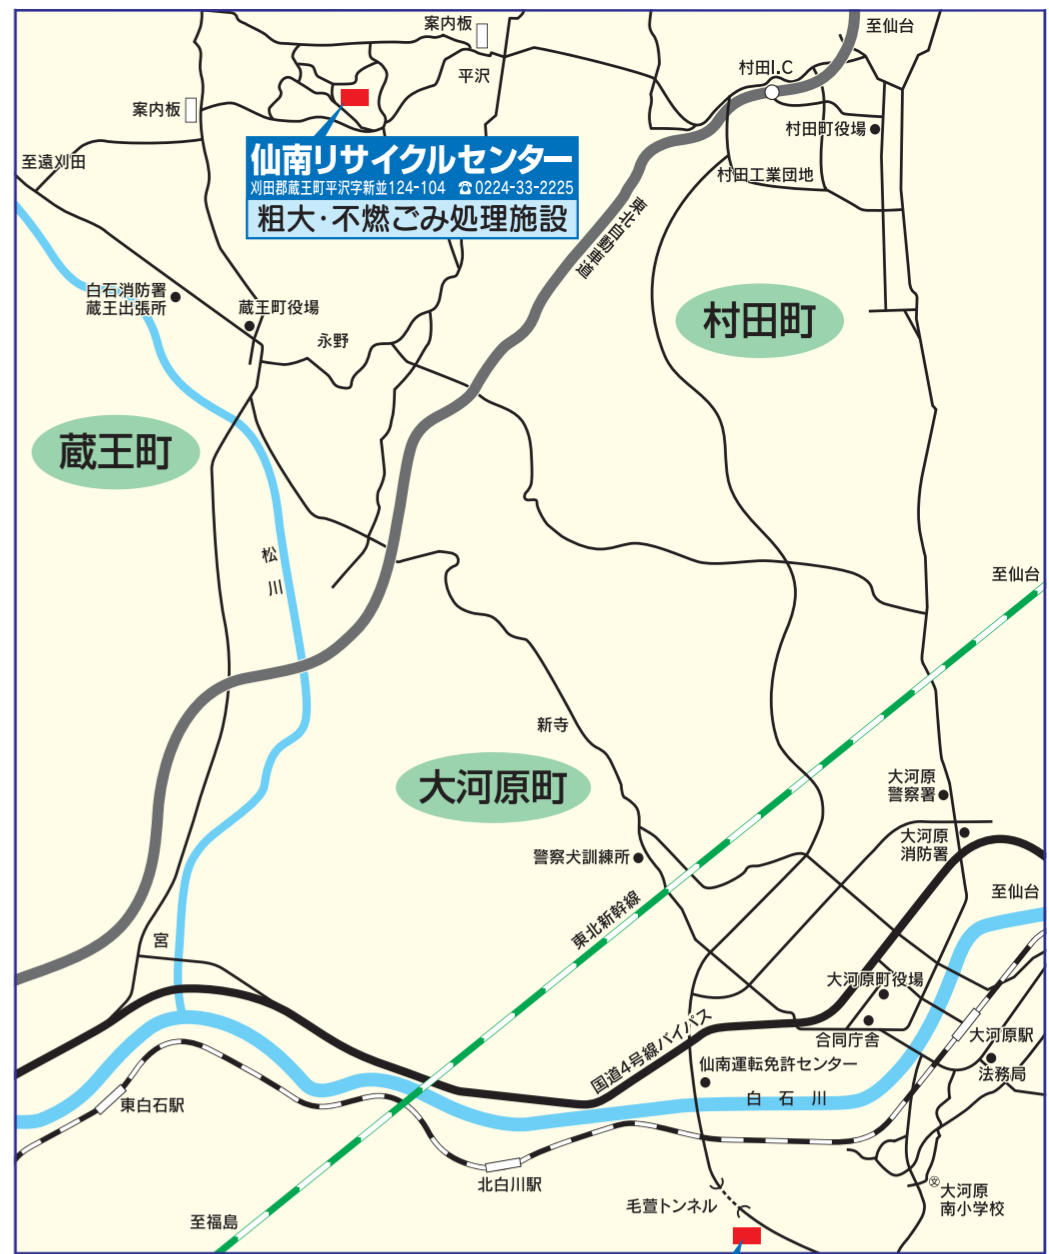 案内板
至仙台
平沢
村田I.C
案内板
村田町役場
至遠刈田
仙南リサイクルセンター
刈田郡蔵王町平沢字新並124-104 ☎0224-33-2225
粗大・不燃ごみ処理施設
村田工業団地
東北自動車道
白石消防署
蔵王出張所
蔵王町役場
永野
村田町
蔵王町
松川
至仙台
新寺
大河原町
大河原
警察署
大河原
消防署
警察犬訓練所
至仙台
東北新幹線
宮
大河原町役場
国道4号線バイパス
合同庁舎
大河原駅
仙南運転免許センター
法務局
白石川
東白石駅
北白川駅
大河原
南小学校
毛萱トンネル
至福島